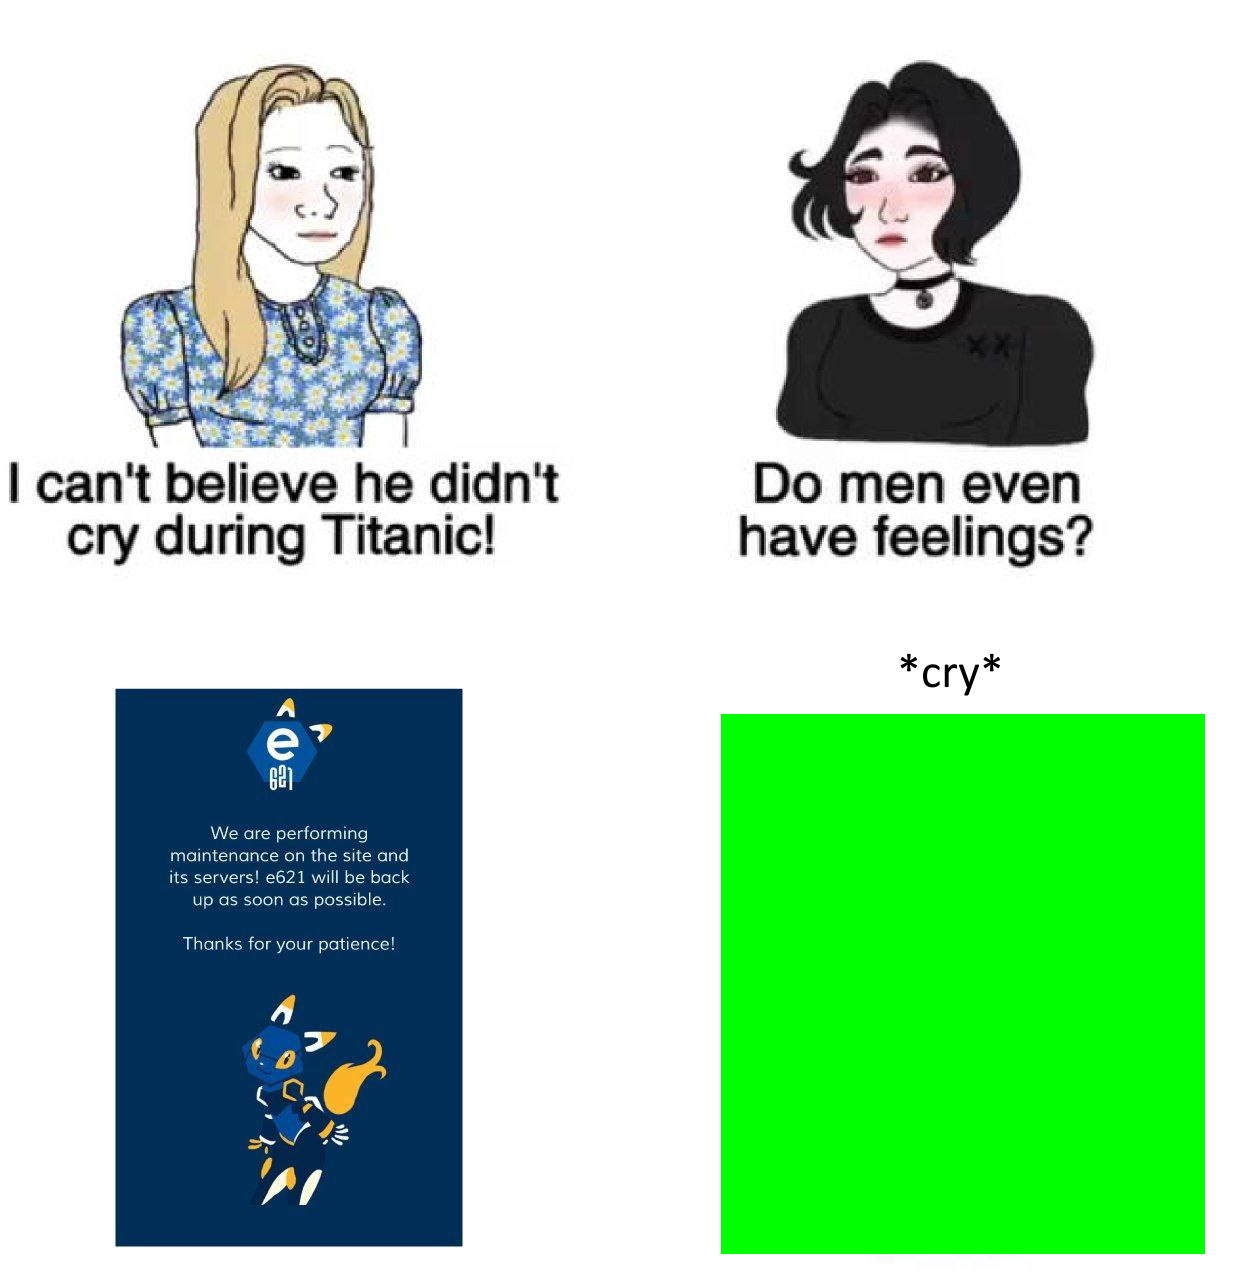 I can't believe he didn't
cry during Titanic!
Do men even
have feelings?
*cry*
e
621
We are performing
maintenance on the site and
its servers! e621 will be back
up as soon as possible.
Thanks for your patience!